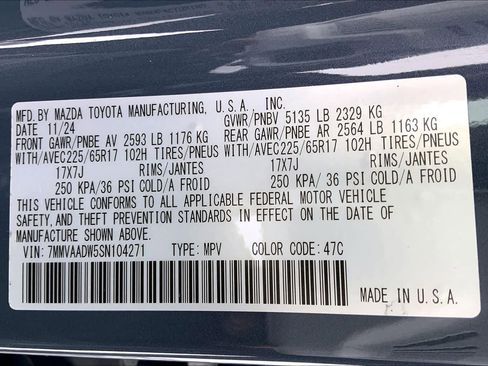 MFD. BY MAZDA TOYOTA MANUFACTURING, U.S.A., INC.
DATE 11/24 GVWR/PNBV 5135 LB 2329 KG
FRONT GAWR/PNBE AV 2593 LB 1176 KG REAR GAWR/PNBE AR 2564 LB 1163 KG
WITH/AVEC225/65R17 102H TIRES/PNEUS WITH/AVEC225/65R17 102H TIRES/PNEUS
17X7J RIMS/JANTES 17X7J RIMS/JANTES
250 KPA/36 PSI COLD/A FROID 250 KPA/36 PSI COLD/A FROID
THIS VEHICLE CONFORMS TO ALL APPLICABLE FEDERAL MOTOR VEHICLE
SAFETY, AND THEFT PREVENTION STANDARDS IN EFFECT ON THE DATE OF
MANUFACTURE SHOWN ABOVE.
VIN: 7MMVAADW5SN104271 TYPE: MPV COLOR CODE: 47C
MADE IN U.S.A.